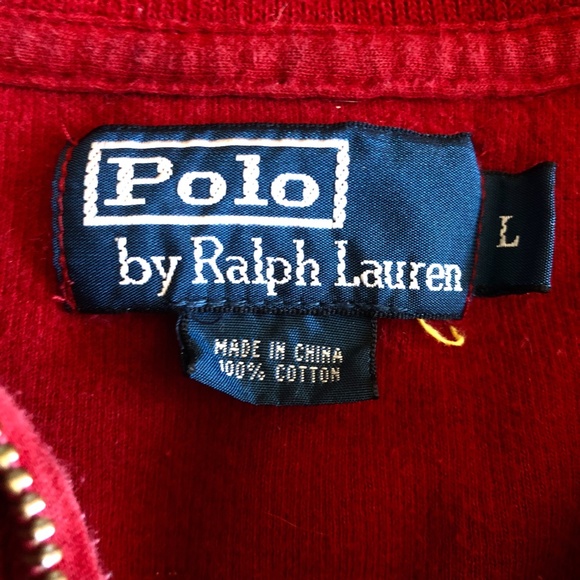 Polo
by Ralph Lauren
L
MADE IN CHINA
100% COTTON